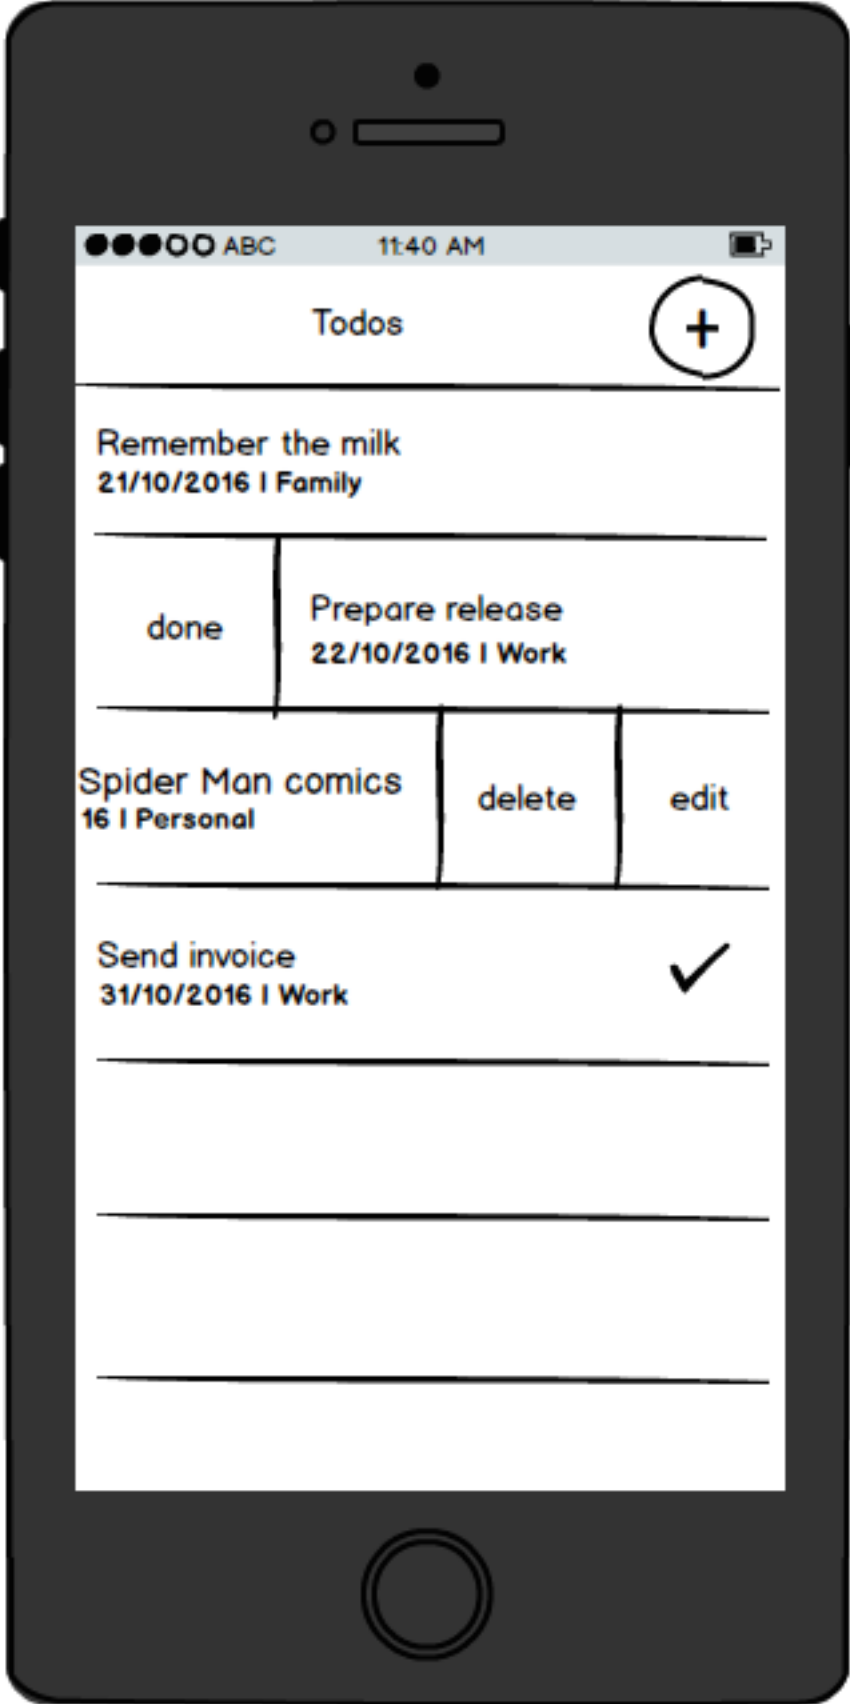 ABC 11:40 AM
Todos +
Remember the milk
21/10/2016 | Family
done
Prepare release
22/10/2016 | Work
Spider Man comics
16 | Personal
delete
edit
Send invoice
31/10/2016 | Work